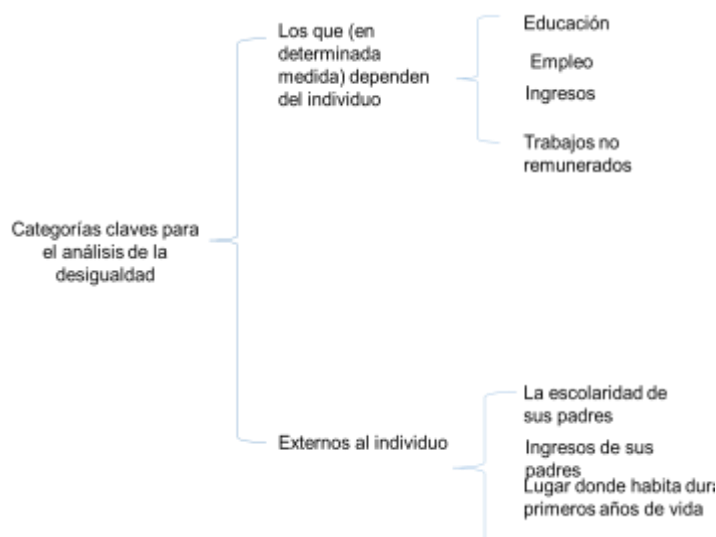 Los que (en
determinada
medida) dependen
del individuo
Educación
Empleo
Ingresos
Trabajos no
remunerados
Categorías claves para
el análisis de la
desigualdad
Externos al individuo
La escolaridad de
sus padres
Ingresos de sus
padres
Lugar donde habita
primeros años de vida